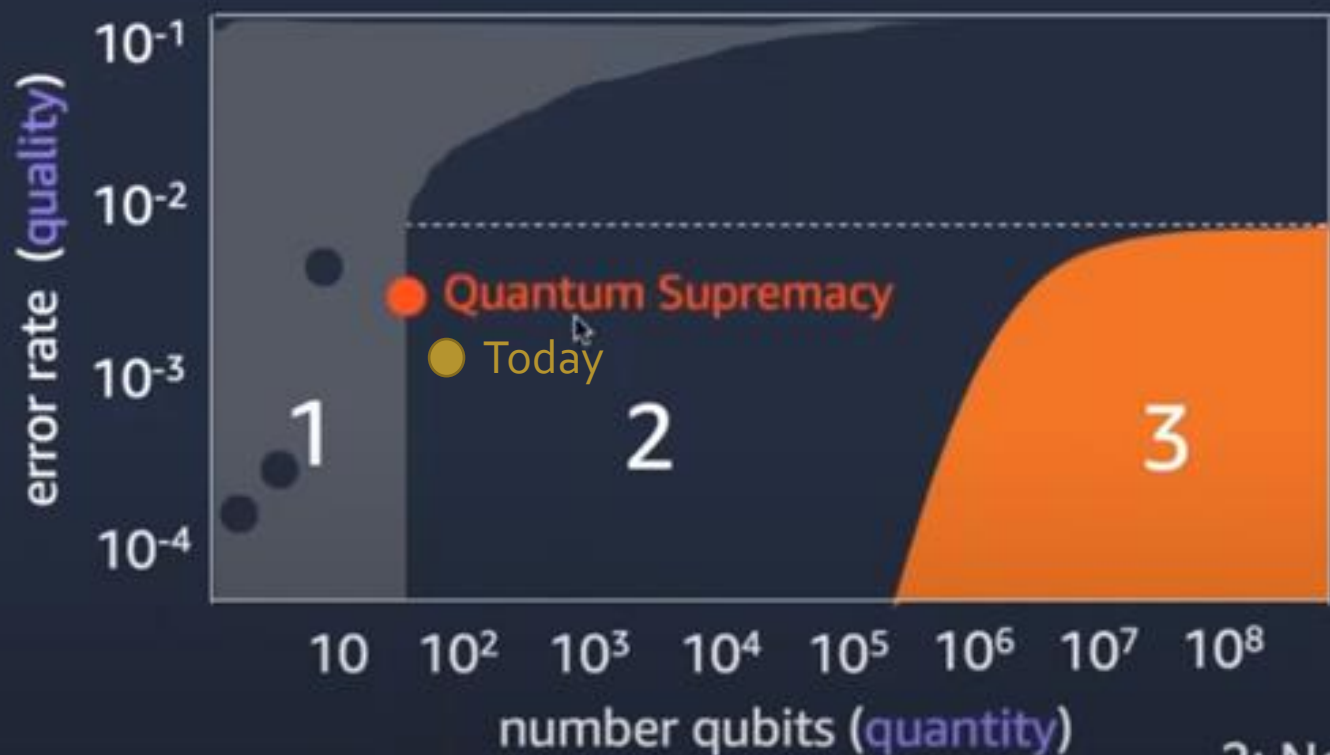 error rate (quality)
10⁻¹
10⁻²
10⁻³
10⁻⁴
Quantum Supremacy
Today
1
2
3
10 10² 10³ 10⁴ 10⁵ 10⁶ 10⁷ 10⁸
number qubits (quantity)